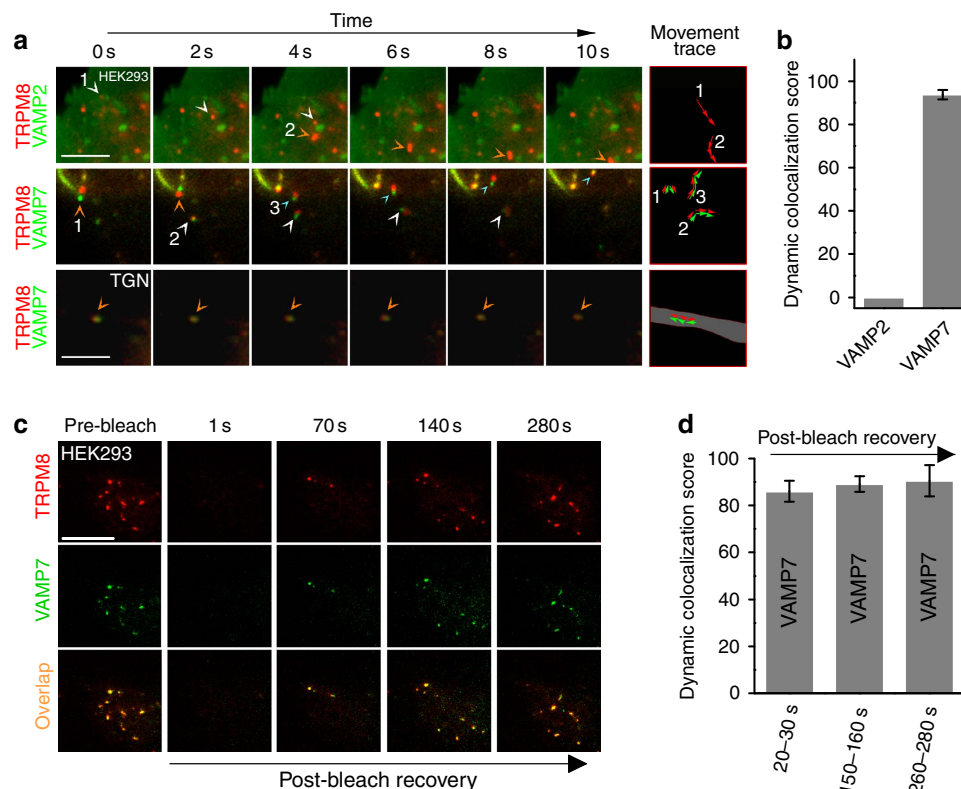 a
Time
0 s 2 s 4 s 6 s 8 s 10 s
Movement
trace
TRPM8
VAMP2
HEK293
1
2
1
2
TRPM8
VAMP7
1
2
3
1
3
2
TRPM8
VAMP7
TGN
b
Dynamic colocalization score
100
80
60
40
20
0
VAMP2
VAMP7
c
Pre-bleach 1 s 70 s 140 s 280 s
HEK293
TRPM8
VAMP7
Overlap
Post-bleach recovery
d
Post-bleach recovery
Dynamic colocalization score
100
80
60
40
20
0
VAMP7
VAMP7
VAMP7
20–30 s
150–160 s
260–280 s